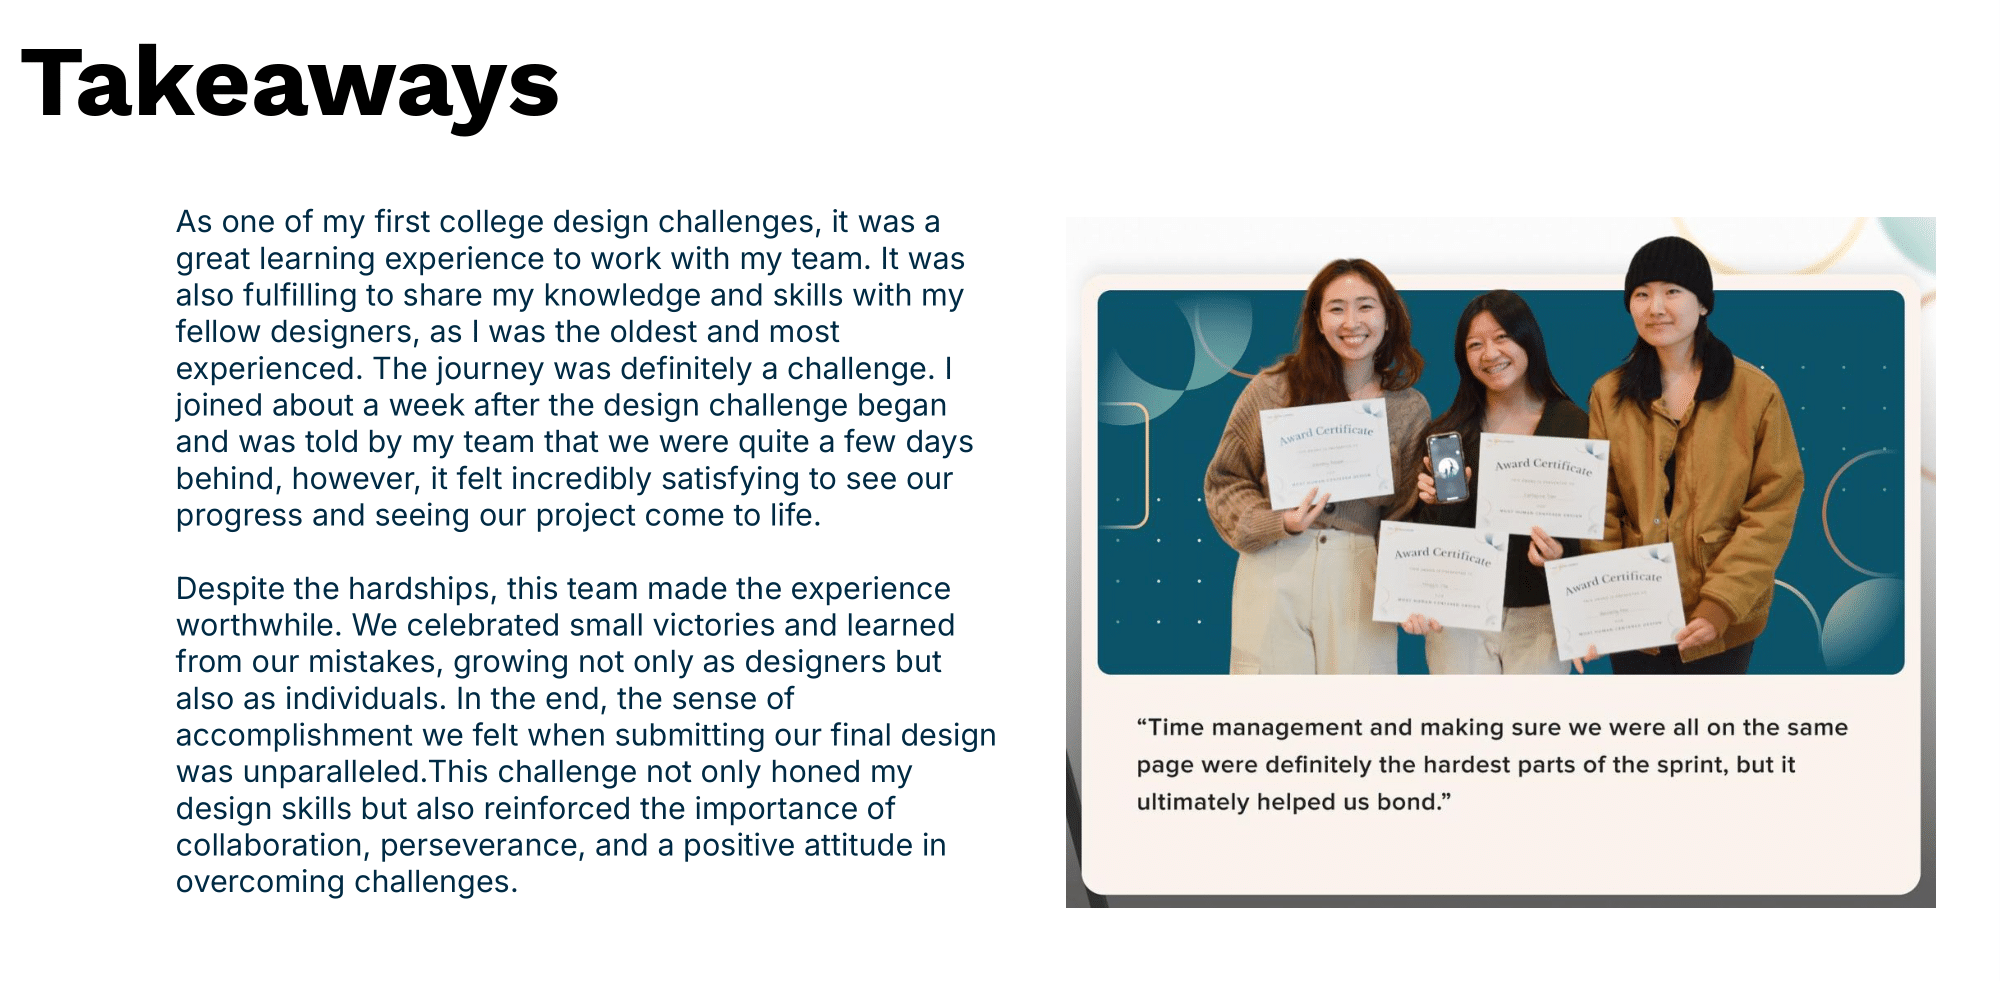 Takeaways
As one of my first college design challenges, it was a
great learning experience to work with my team. It was
also fulfilling to share my knowledge and skills with my
fellow designers, as I was the oldest and most
experienced. The journey was definitely a challenge. I
joined about a week after the design challenge began
and was told by my team that we were quite a few days
behind, however, it felt incredibly satisfying to see our
progress and seeing our project come to life.
Despite the hardships, this team made the experience
worthwhile. We celebrated small victories and learned
from our mistakes, growing not only as designers but
also as individuals. In the end, the sense of
accomplishment we felt when submitting our final design
was unparalleled.This challenge not only honed my
design skills but also reinforced the importance of
collaboration, perseverance, and a positive attitude in
overcoming challenges.
Award Certificate
Award Certificate
Award Certificate
Award Certificate
“Time management and making sure we were all on the same
page were definitely the hardest parts of the sprint, but it
ultimately helped us bond.”